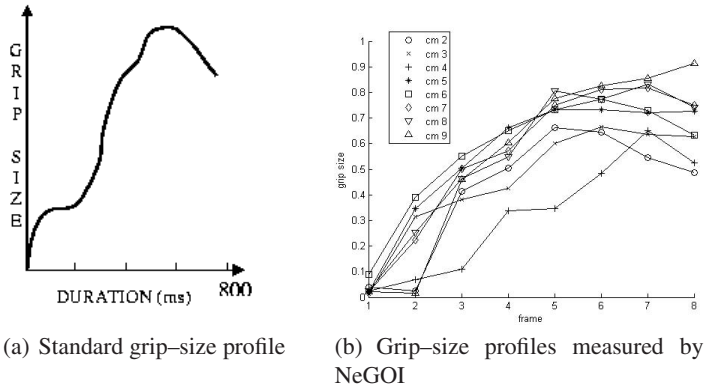 GRIP SIZE
DURATION (ms)
800
cm 2
cm 3
cm 4
cm 5
cm 6
cm 7
cm 8
cm 9
1
0.9
0.8
0.7
0.6
0.5
0.4
0.3
0.2
0.1
0
grip size
1 2 3 4 5 6 7 8
frame
(a) Standard grip–size profile
(b) Grip–size profiles measured by
NeGOI